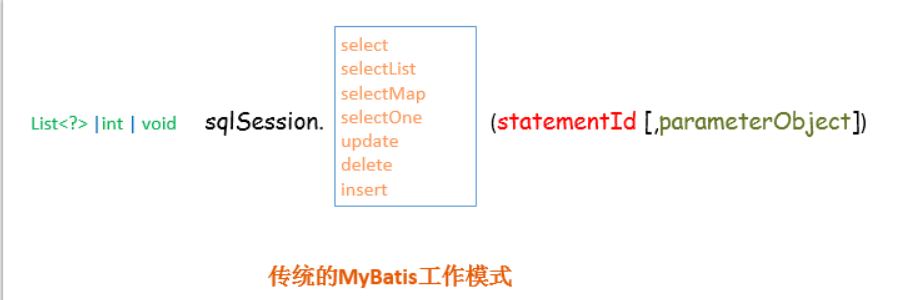 List<?> |int | void sqlSession. (statementId [,parameterObject])
select
selectList
selectMap
selectOne
update
delete
insert
传统的MyBatis工作模式